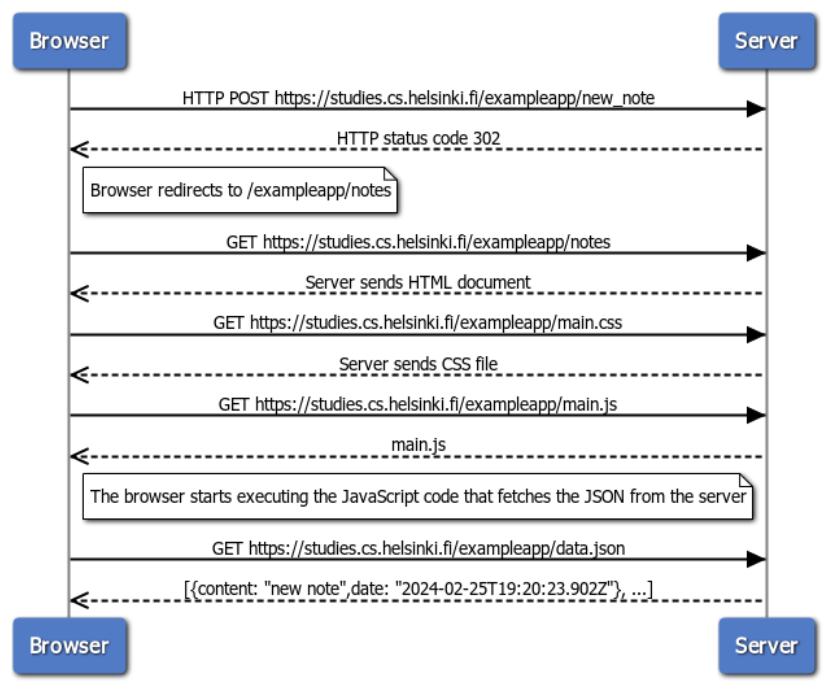 Browser
Server
HTTP POST https://studies.cs.helsinki.fi/exampleapp/new_note
HTTP status code 302
Browser redirects to /exampleapp/notes
GET https://studies.cs.helsinki.fi/exampleapp/notes
Server sends HTML document
GET https://studies.cs.helsinki.fi/exampleapp/main.css
Server sends CSS file
GET https://studies.cs.helsinki.fi/exampleapp/main.js
main.js
The browser starts executing the JavaScript code that fetches the JSON from the server
GET https://studies.cs.helsinki.fi/exampleapp/data.json
[{content: "new note",date: "2024-02-25T19:20:23.902Z"}, ...]
Browser
Server